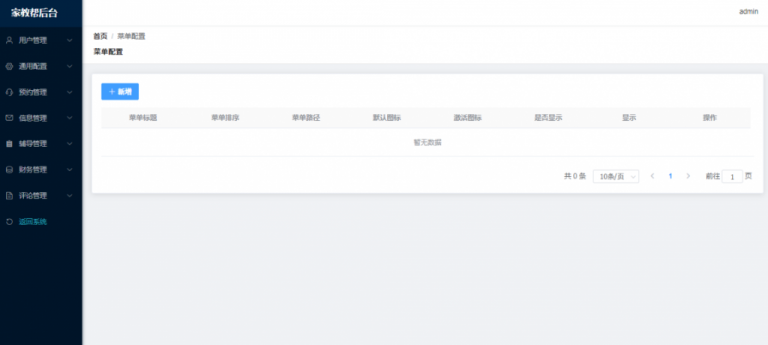 家教帮后台
admin
用户管理
通用配置
预约管理
信息管理
辅导管理
财务管理
评论管理
返回系统
首页 / 菜单配置
菜单配置
+ 新增
菜单标题 菜单排序 菜单路径 默认图标 激活图标 是否显示 显示 操作
暂无数据
共 0 条 10条/页 < 1 > 前往 1 页